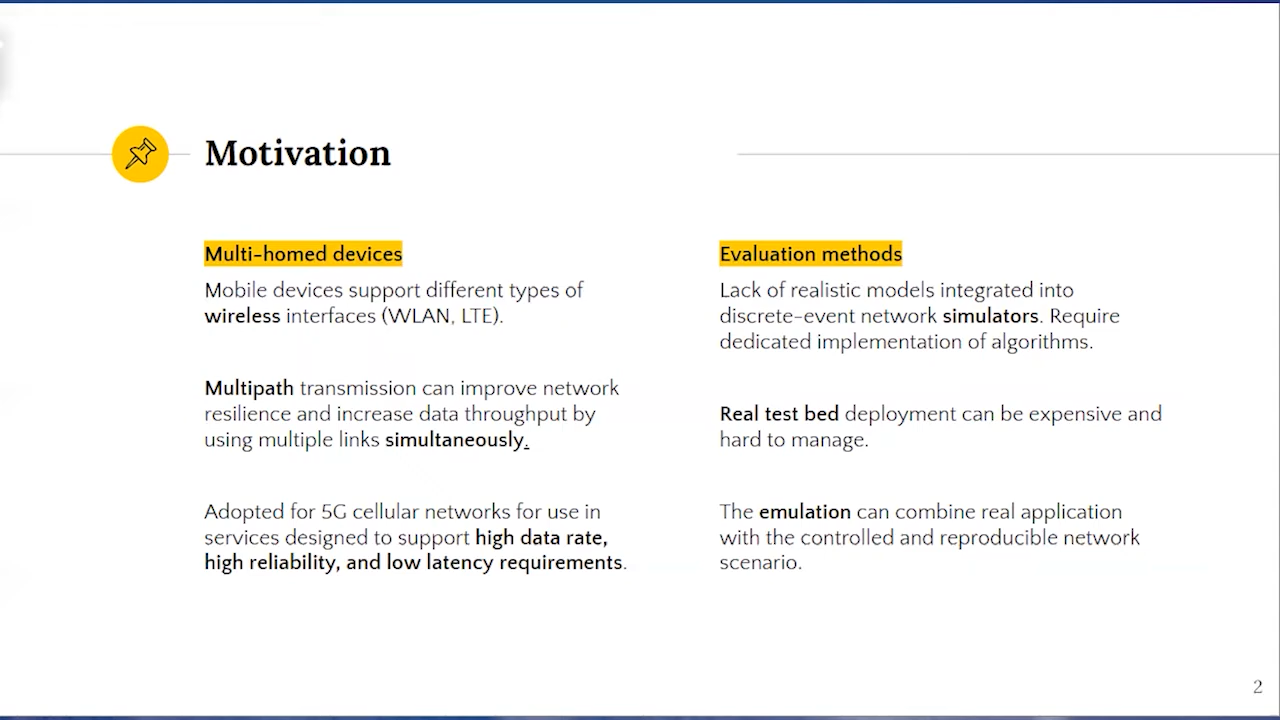 Motivation
Multi-homed devices
Mobile devices support different types of
wireless interfaces (WLAN, LTE).
Multipath transmission can improve network
resilience and increase data throughput by
using multiple links simultaneously.
Adopted for 5G cellular networks for use in
services designed to support high data rate,
high reliability, and low latency requirements.
Evaluation methods
Lack of realistic models integrated into
discrete-event network simulators. Require
dedicated implementation of algorithms.
Real test bed deployment can be expensive and
hard to manage.
The emulation can combine real application
with the controlled and reproducible network
scenario.
2